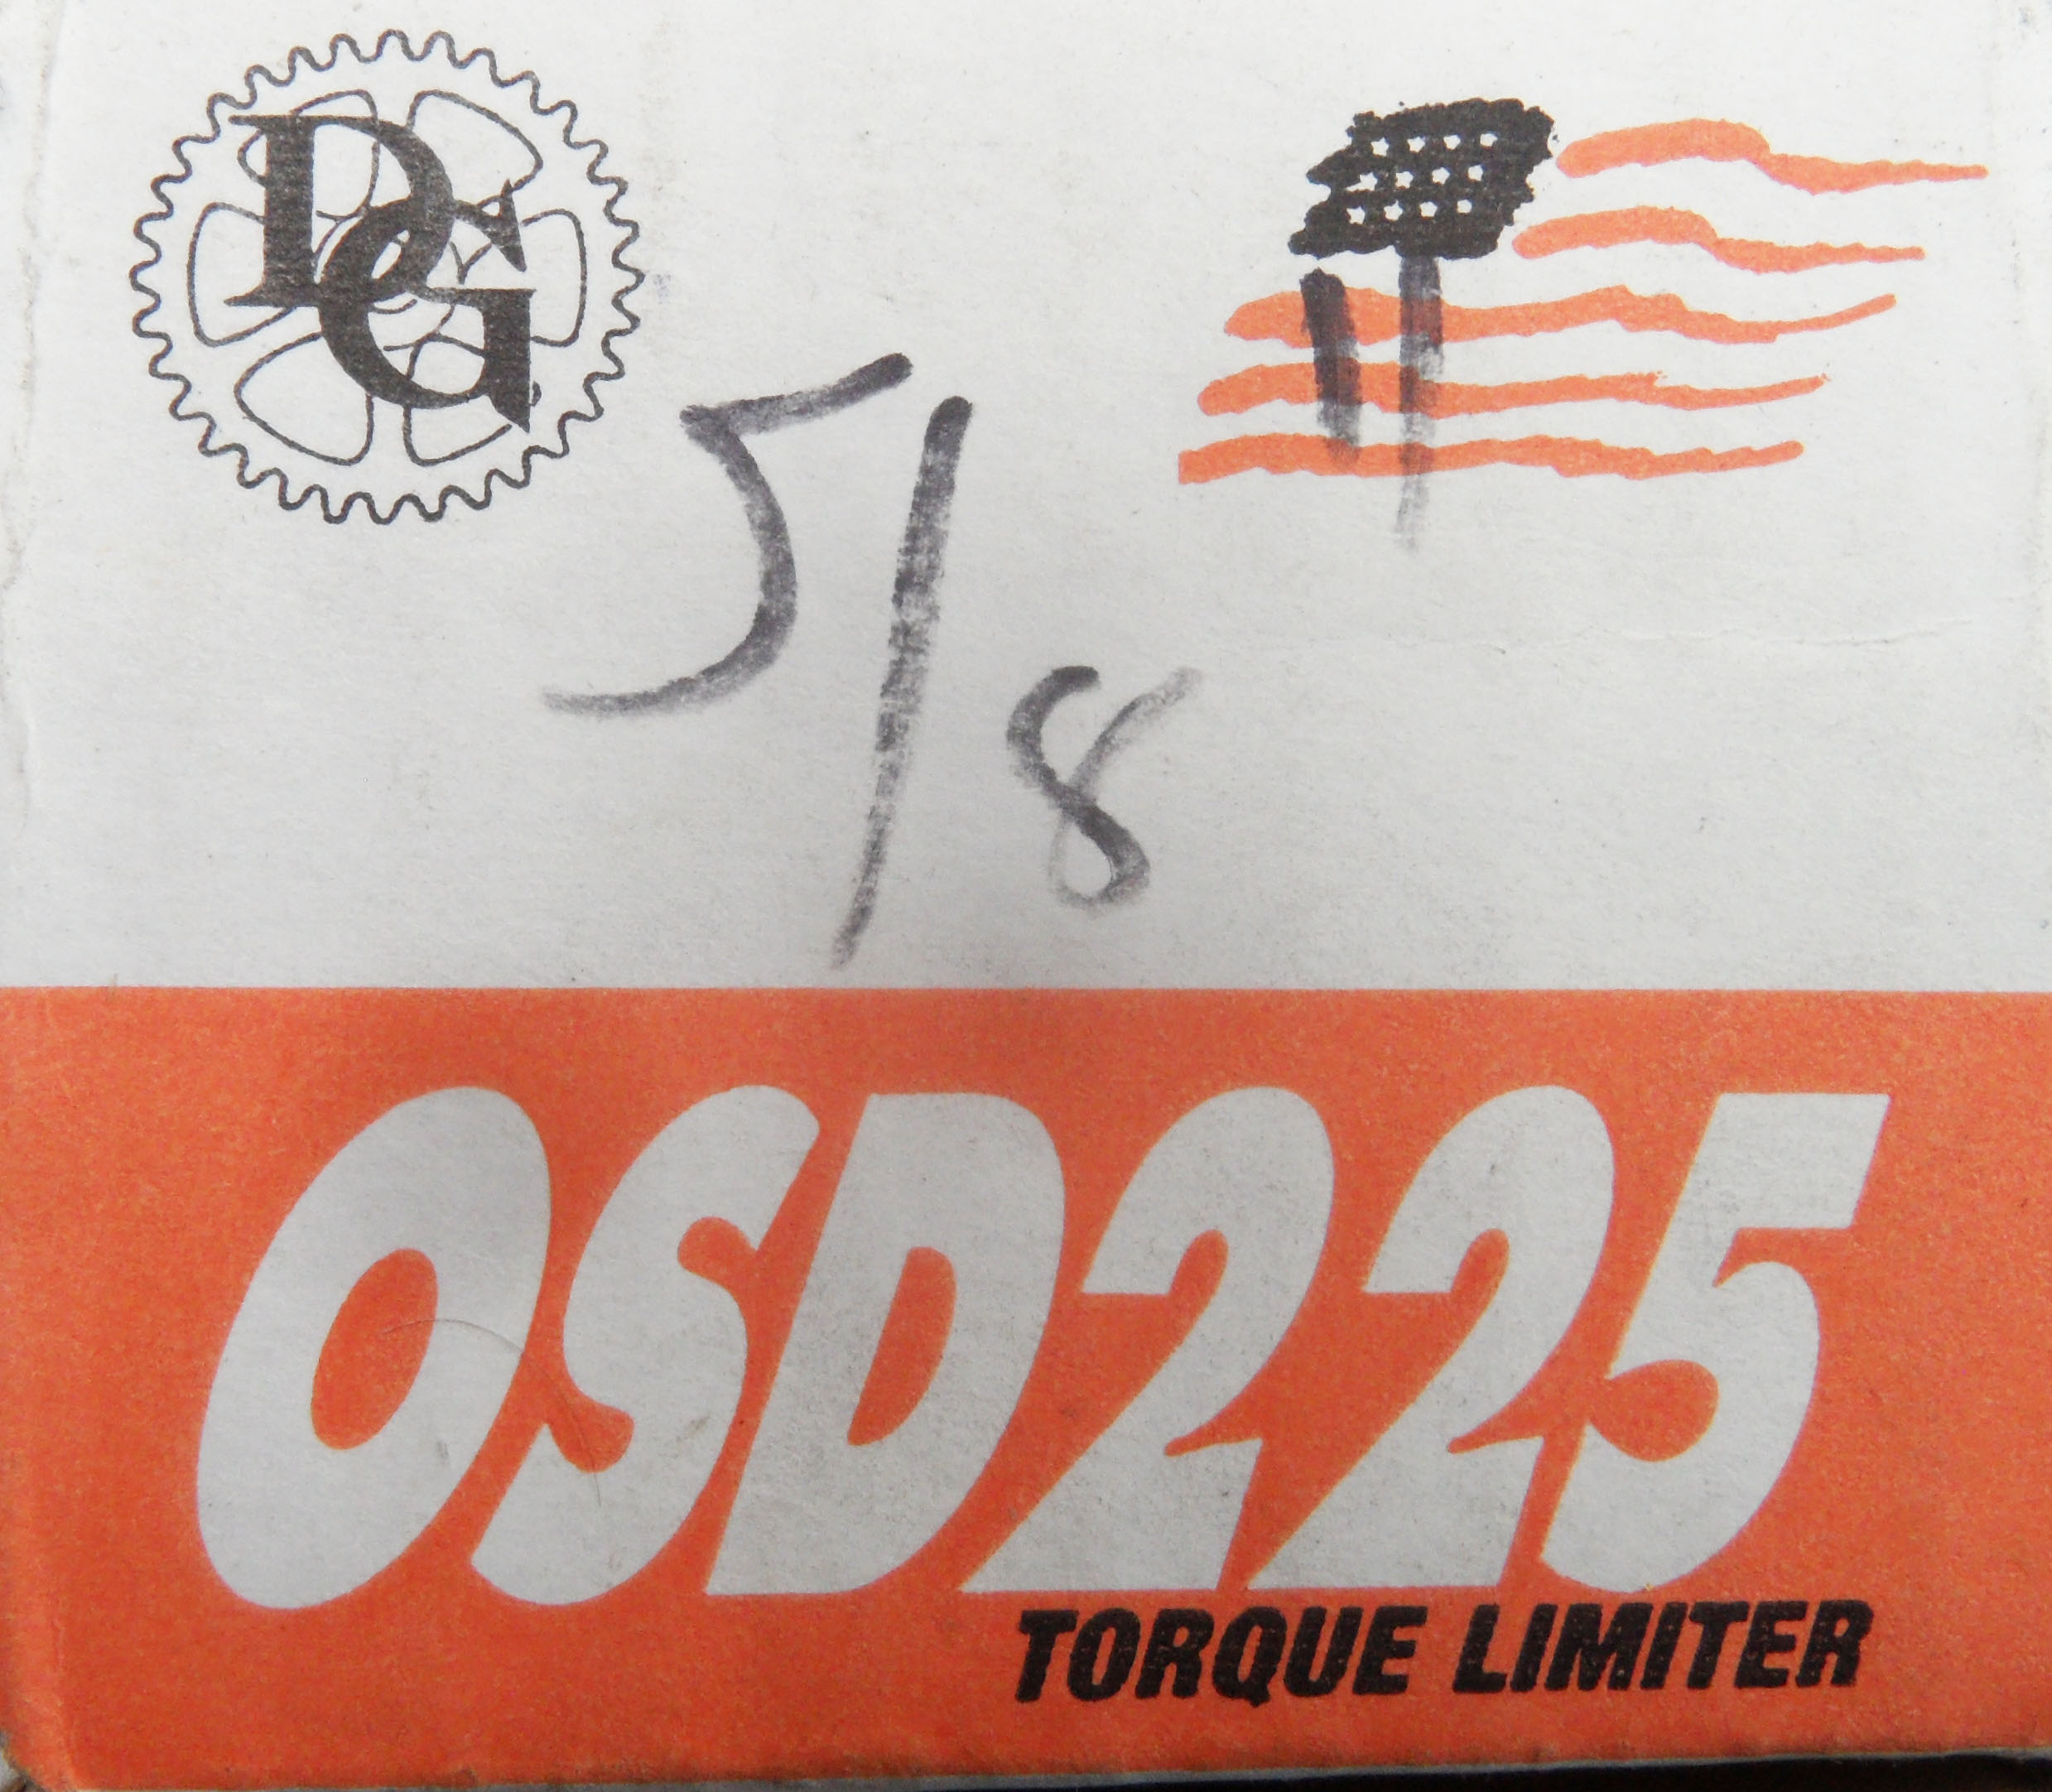 DG
5/8"
OSD225
TORQUE LIMITER